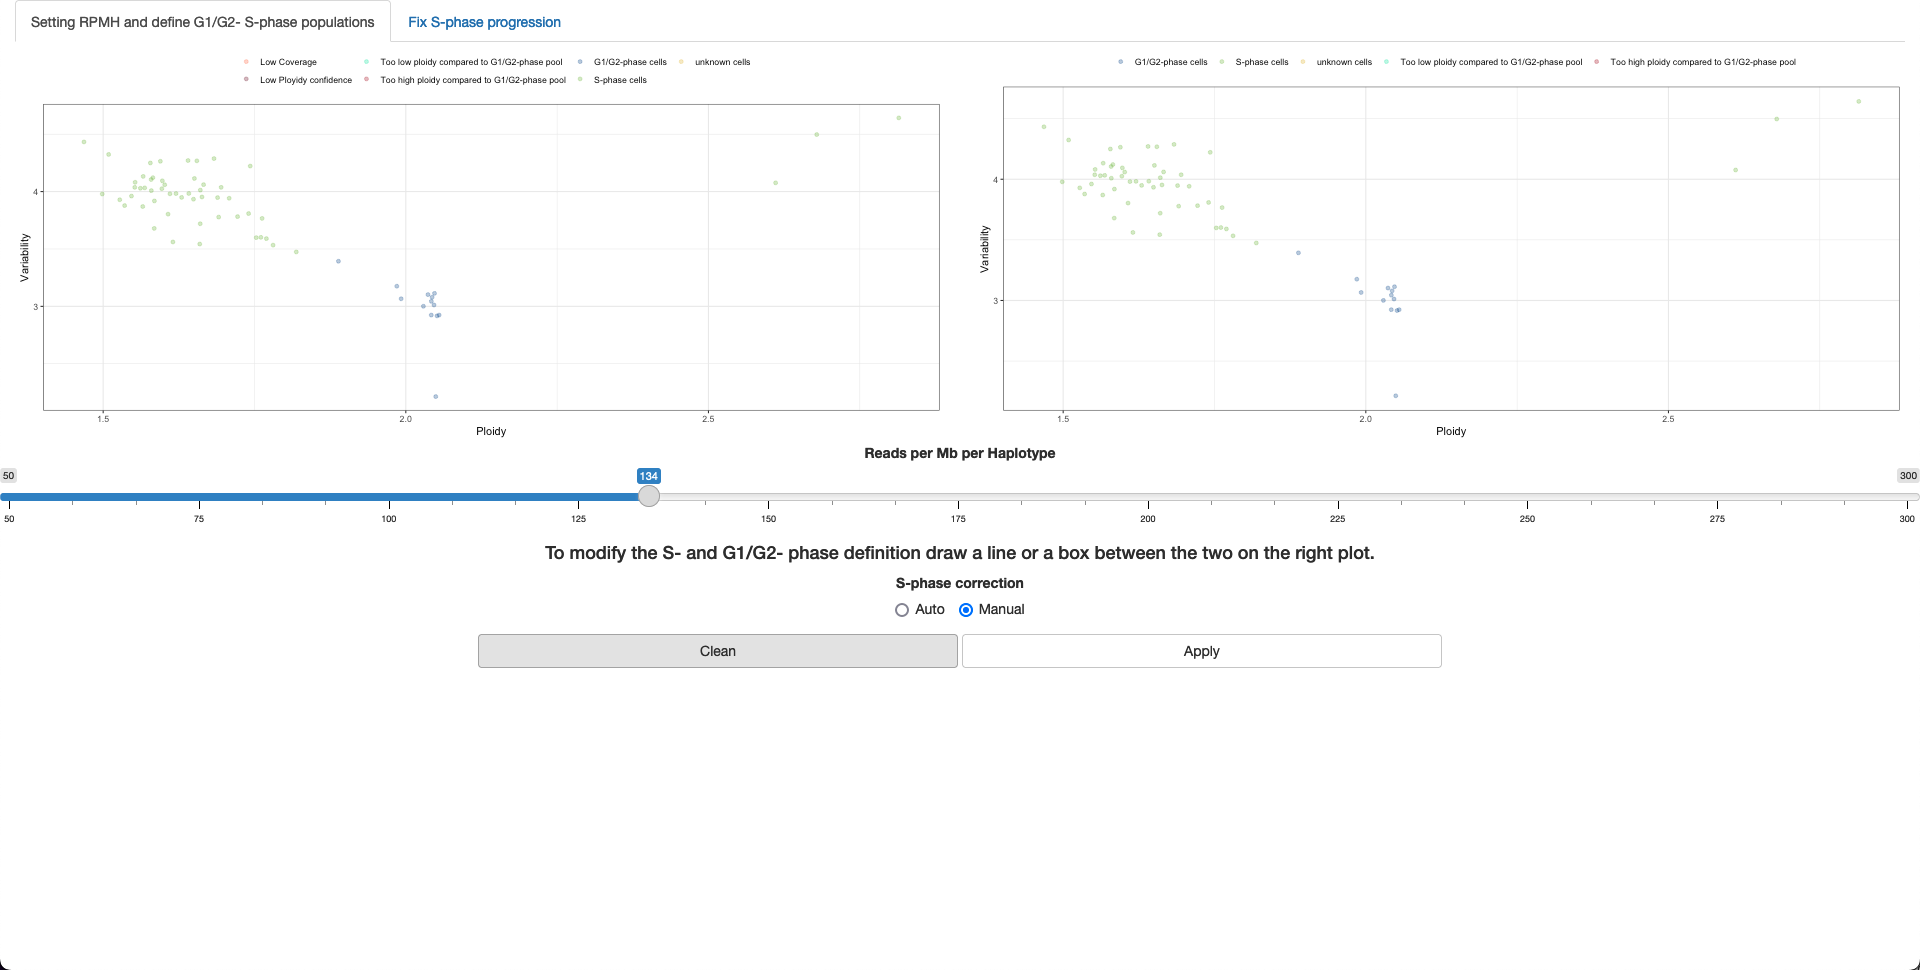 Setting RPMH and define G1/G2- S-phase populations
Fix S-phase progression
Low Coverage
Too low ploidy compared to G1/G2-phase pool
G1/G2-phase cells
unknown cells
Low Ployidy confidence
Too high ploidy compared to G1/G2-phase pool
S-phase cells
Variability
4
3
1.5
2.0
2.5
Ploidy
G1/G2-phase cells
S-phase cells
unknown cells
Too low ploidy compared to G1/G2-phase pool
Too high ploidy compared to G1/G2-phase pool
Variability
4
3
1.5
2.0
2.5
Ploidy
Reads per Mb per Haplotype
50
134
300
50
75
100
125
150
175
200
225
250
275
300
To modify the S- and G1/G2- phase definition draw a line or a box between the two on the right plot.
S-phase correction
Auto
Manual
Clean
Apply